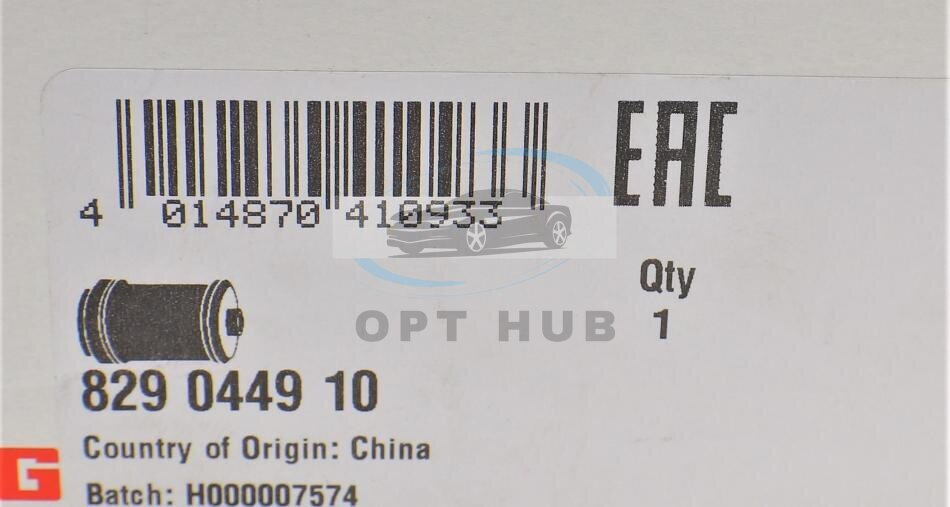 EAC
4 014870 410933
Qty
1
OPT HUB
829 0449 10
Country of Origin: China
G
Batch: H000007574